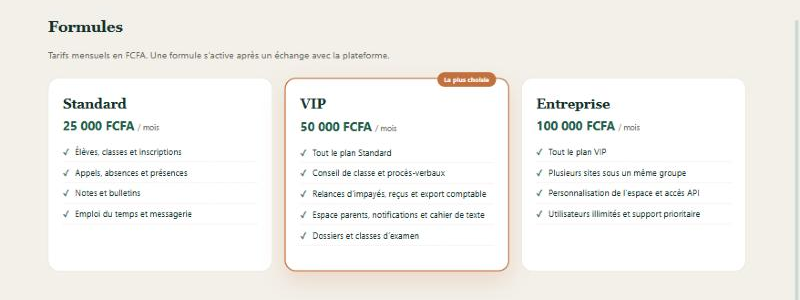 Formules
Tarifs mensuels en FCFA. Une formule s'active après un échange avec la plateforme.
Standard
25 000 FCFA / mois
✓ Élèves, classes et inscriptions
✓ Appels, absences et présences
✓ Notes et bulletins
✓ Emploi du temps et messagerie
La plus choisie
VIP
50 000 FCFA / mois
✓ Tout le plan Standard
✓ Conseil de classe et procès-verbaux
✓ Relances d'impayés, reçus et export comptable
✓ Espace parents, notifications et cahier de texte
✓ Dossiers et classes d'examen
Entreprise
100 000 FCFA / mois
✓ Tout le plan VIP
✓ Plusieurs sites sous un même groupe
✓ Personnalisation de l'espace et accès API
✓ Utilisateurs illimités et support prioritaire